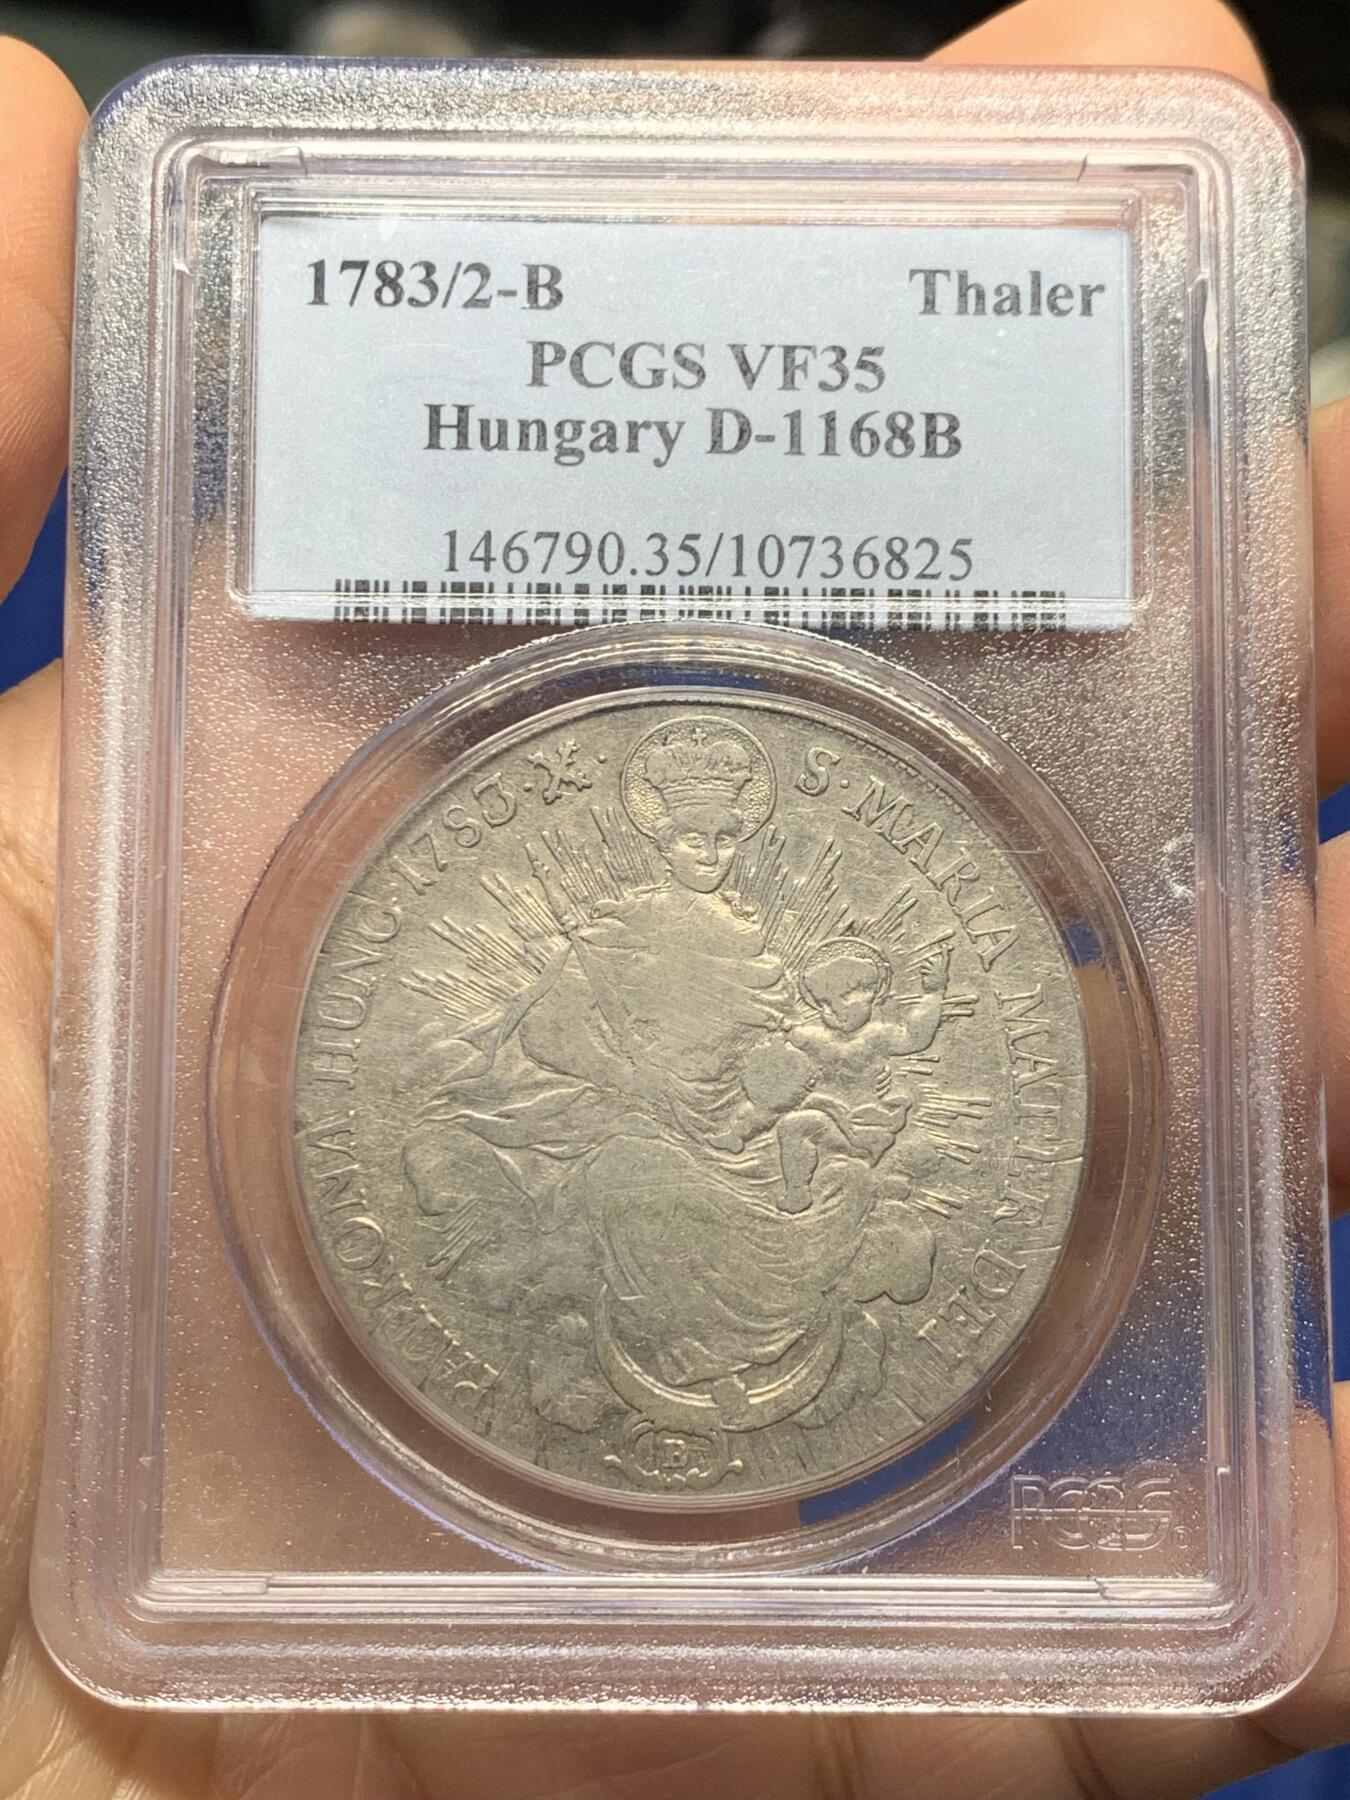 1783/2-B Thaler
PCGS VF35
Hungary D-1168B
146790.35/10736825
S·MARIA MATER DEI
PATRONA HUNG·1783·X·
B
PCGS